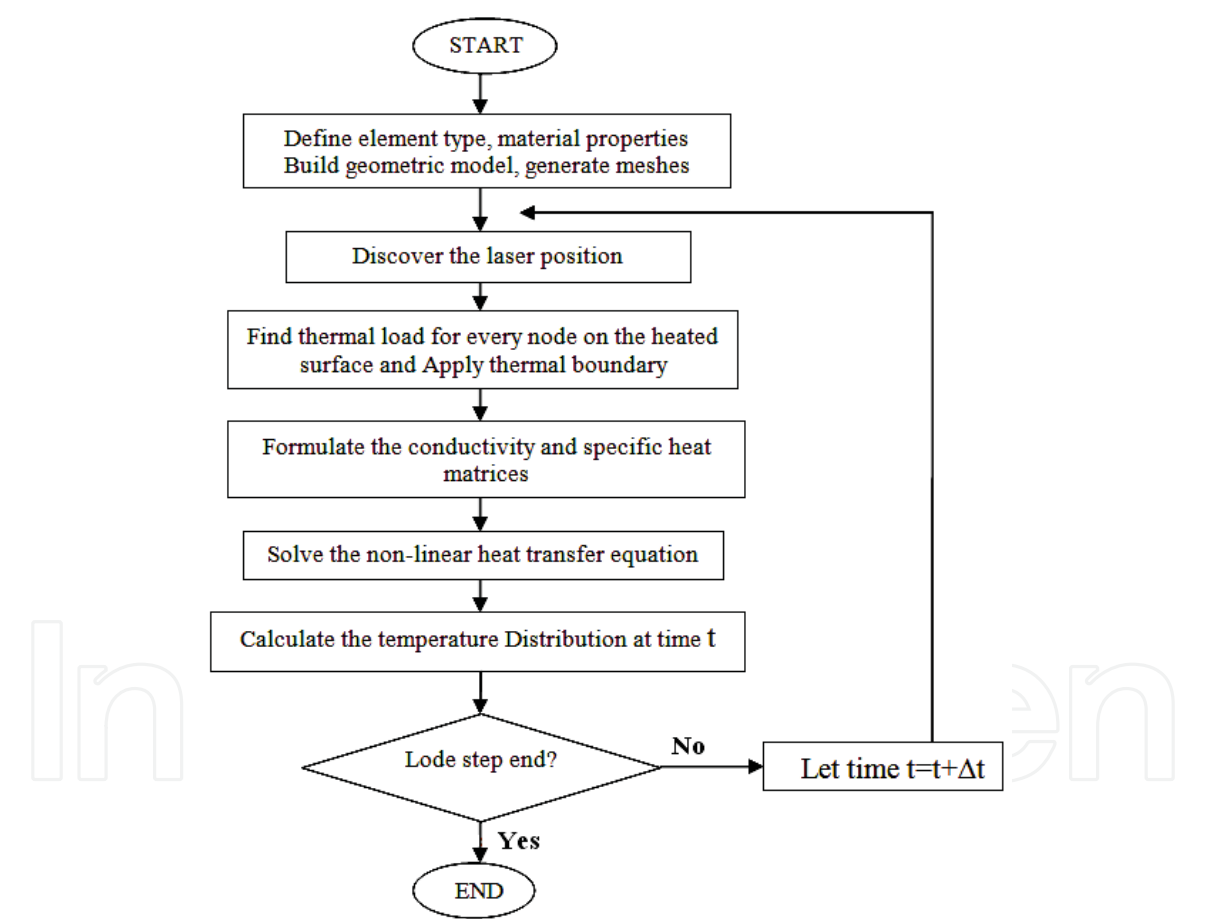 START
Define element type, material properties
Build geometric model, generate meshes
Discover the laser position
Find thermal load for every node on the heated
surface and Apply thermal boundary
Formulate the conductivity and specific heat
matrices
Solve the non-linear heat transfer equation
Calculate the temperature Distribution at time t
Lode step end?
No
Let time t=t+Δt
Yes
END
In
en